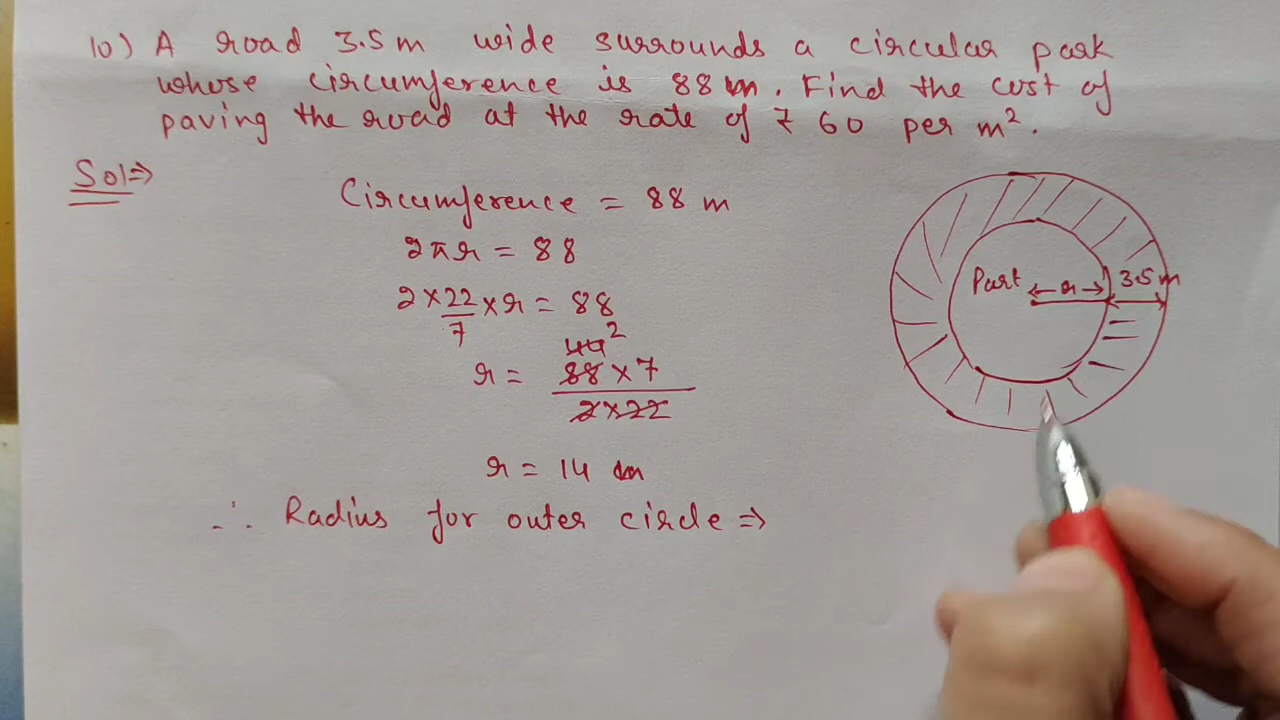 10) A road 3.5 m wide surrounds a circular park
whose circumference is 88 m. Find the cost of
paving the road at the rate of ₹ 60 per m².
Sol⇒
Circumference = 88 m
2πr = 88
2 × 22/7 × r = 88
44 2
r = 88 × 7 / 2×22
r = 14 m
∴ Radius for outer circle ⇒
Park r 3.5 m